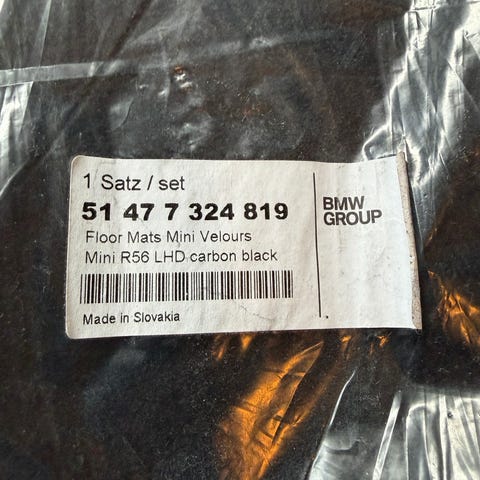 1 Satz / set
51 47 7 324 819
Floor Mats Mini Velours
Mini R56 LHD carbon black
Made in Slovakia
BMW
GROUP